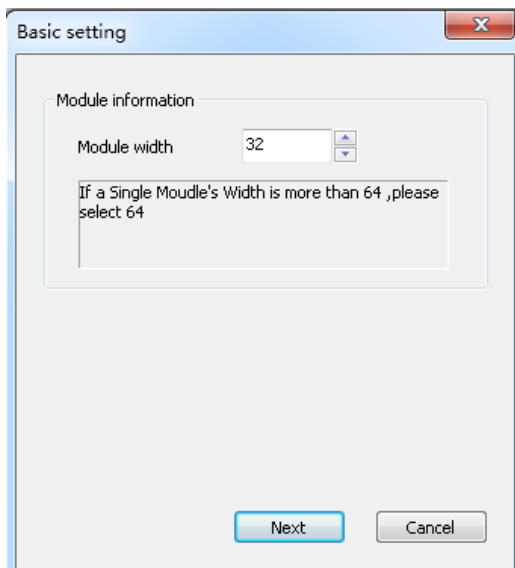 Basic setting
Module information
Module width
32
If a Single Moudle's Width is more than 64 ,please
select 64
Next
Cancel